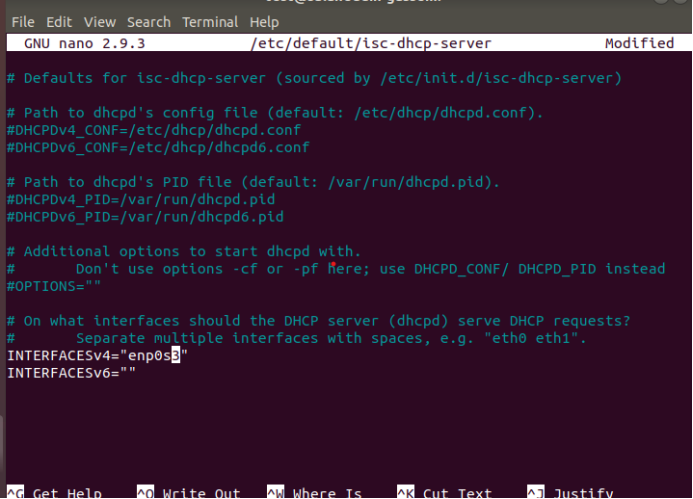 File Edit View Search Terminal Help
GNU nano 2.9.3 /etc/default/isc-dhcp-server Modified
# Defaults for isc-dhcp-server (sourced by /etc/init.d/isc-dhcp-server)
# Path to dhcpd's config file (default: /etc/dhcp/dhcpd.conf).
#DHCPDv4_CONF=/etc/dhcp/dhcpd.conf
#DHCPDv6_CONF=/etc/dhcp/dhcpd6.conf
# Path to dhcpd's PID file (default: /var/run/dhcpd.pid).
#DHCPDv4_PID=/var/run/dhcpd.pid
#DHCPDv6_PID=/var/run/dhcpd6.pid
# Additional options to start dhcpd with.
# Don't use options -cf or -pf here; use DHCPD_CONF/ DHCPD_PID instead
#OPTIONS=""
# On what interfaces should the DHCP server (dhcpd) serve DHCP requests?
# Separate multiple interfaces with spaces, e.g. "eth0 eth1".
INTERFACESv4="enp0s3"
INTERFACESv6=""
^G Get Help ^O Write Out ^W Where Is ^K Cut Text ^J Justify